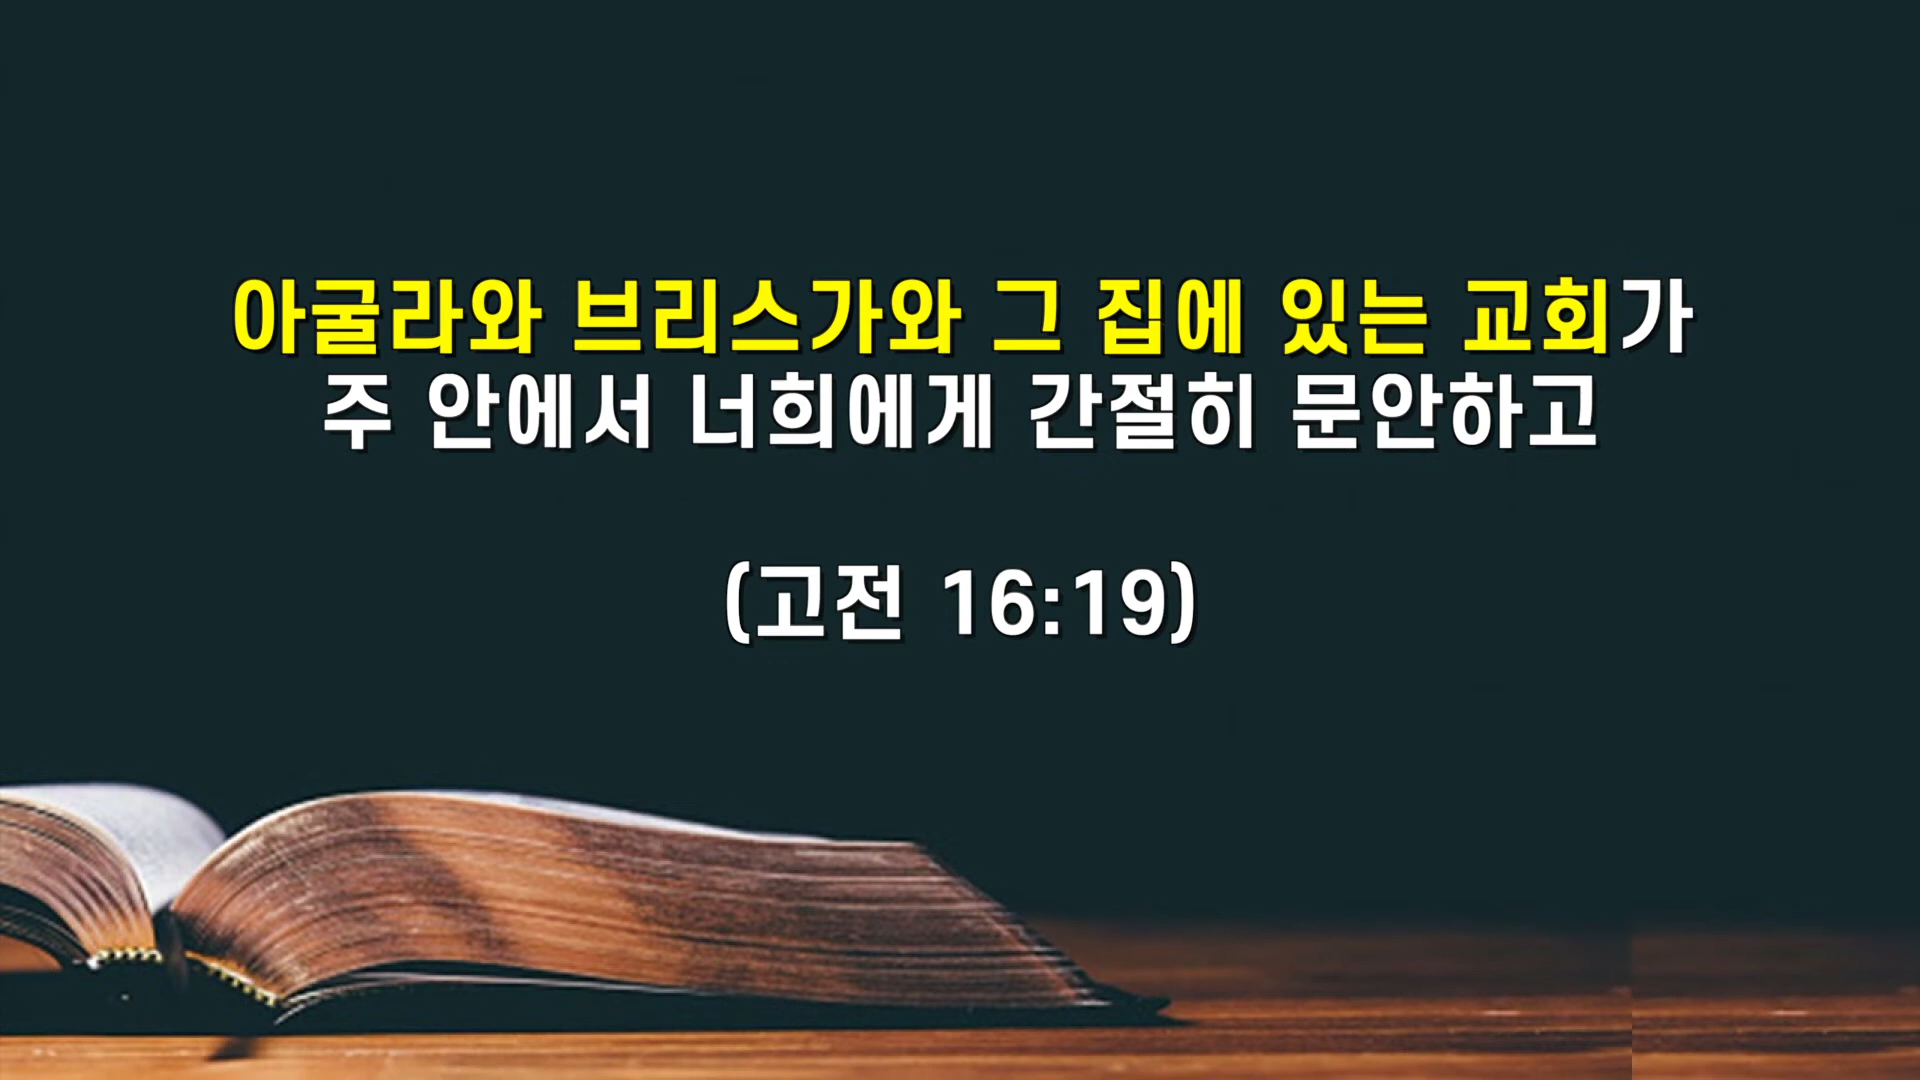 아굴라와 브리스가와 그 집에 있는 교회가
주 안에서 너희에게 간절히 문안하고
(고전 16:19)